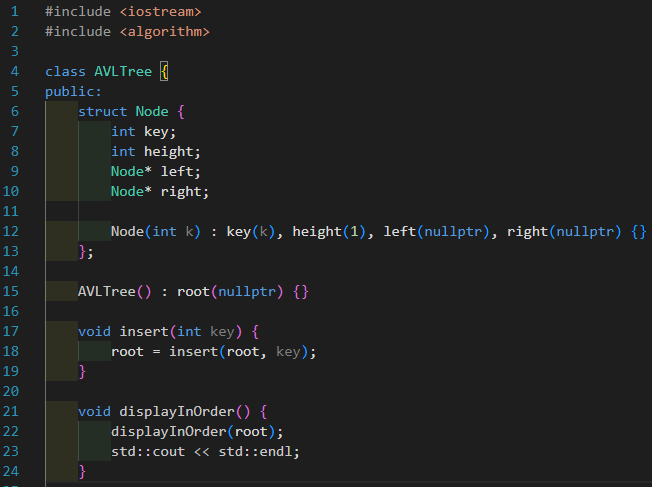 1 #include <iostream>
2 #include <algorithm>
3
4 class AVLTree {
5 public:
6     struct Node {
7         int key;
8         int height;
9         Node* left;
10         Node* right;
11
12         Node(int k) : key(k), height(1), left(nullptr), right(nullptr) {}
13     };
14
15     AVLTree() : root(nullptr) {}
16
17     void insert(int key) {
18         root = insert(root, key);
19     }
20
21     void displayInOrder() {
22         displayInOrder(root);
23         std::cout << std::endl;
24     }